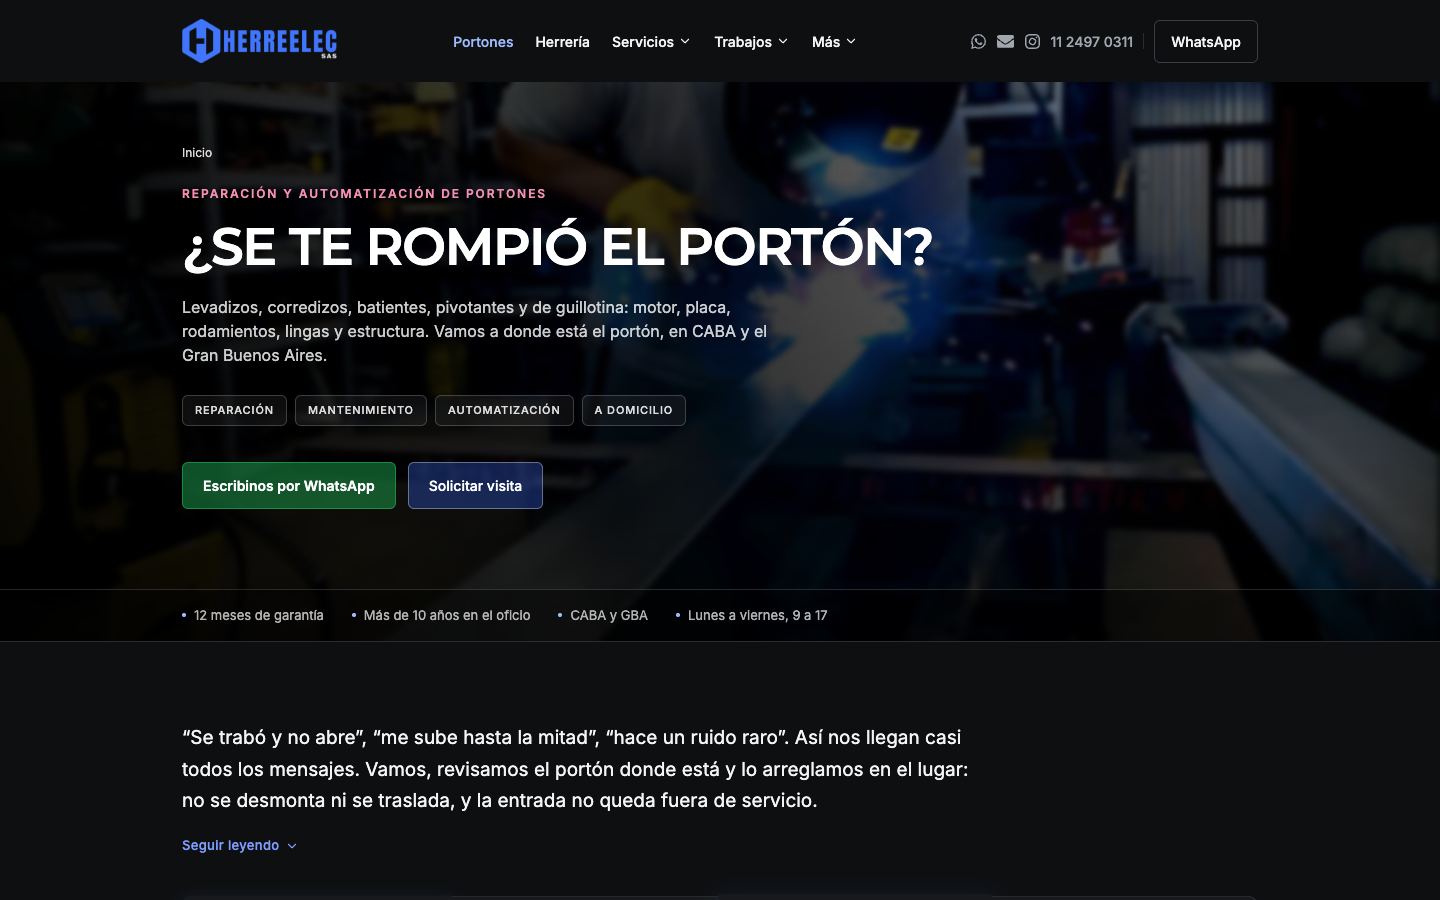 HERREELEC
SAS
Portones
Herrería
Servicios
Trabajos
Más
11 2497 0311
WhatsApp
Inicio
REPARACIÓN Y AUTOMATIZACIÓN DE PORTONES
¿SE TE ROMPIÓ EL PORTÓN?
Levadizos, corredizos, batientes, pivotantes y de guillotina: motor, placa,
rodamientos, lingas y estructura. Vamos a donde está el portón, en CABA y el
Gran Buenos Aires.
REPARACIÓN
MANTENIMIENTO
AUTOMATIZACIÓN
A DOMICILIO
Escribinos por WhatsApp
Solicitar visita
12 meses de garantía
Más de 10 años en el oficio
CABA y GBA
Lunes a viernes, 9 a 17
“Se trabó y no abre”, “me sube hasta la mitad”, “hace un ruido raro”. Así nos llegan casi
todos los mensajes. Vamos, revisamos el portón donde está y lo arreglamos en el lugar:
no se desmonta ni se traslada, y la entrada no queda fuera de servicio.
Seguir leyendo